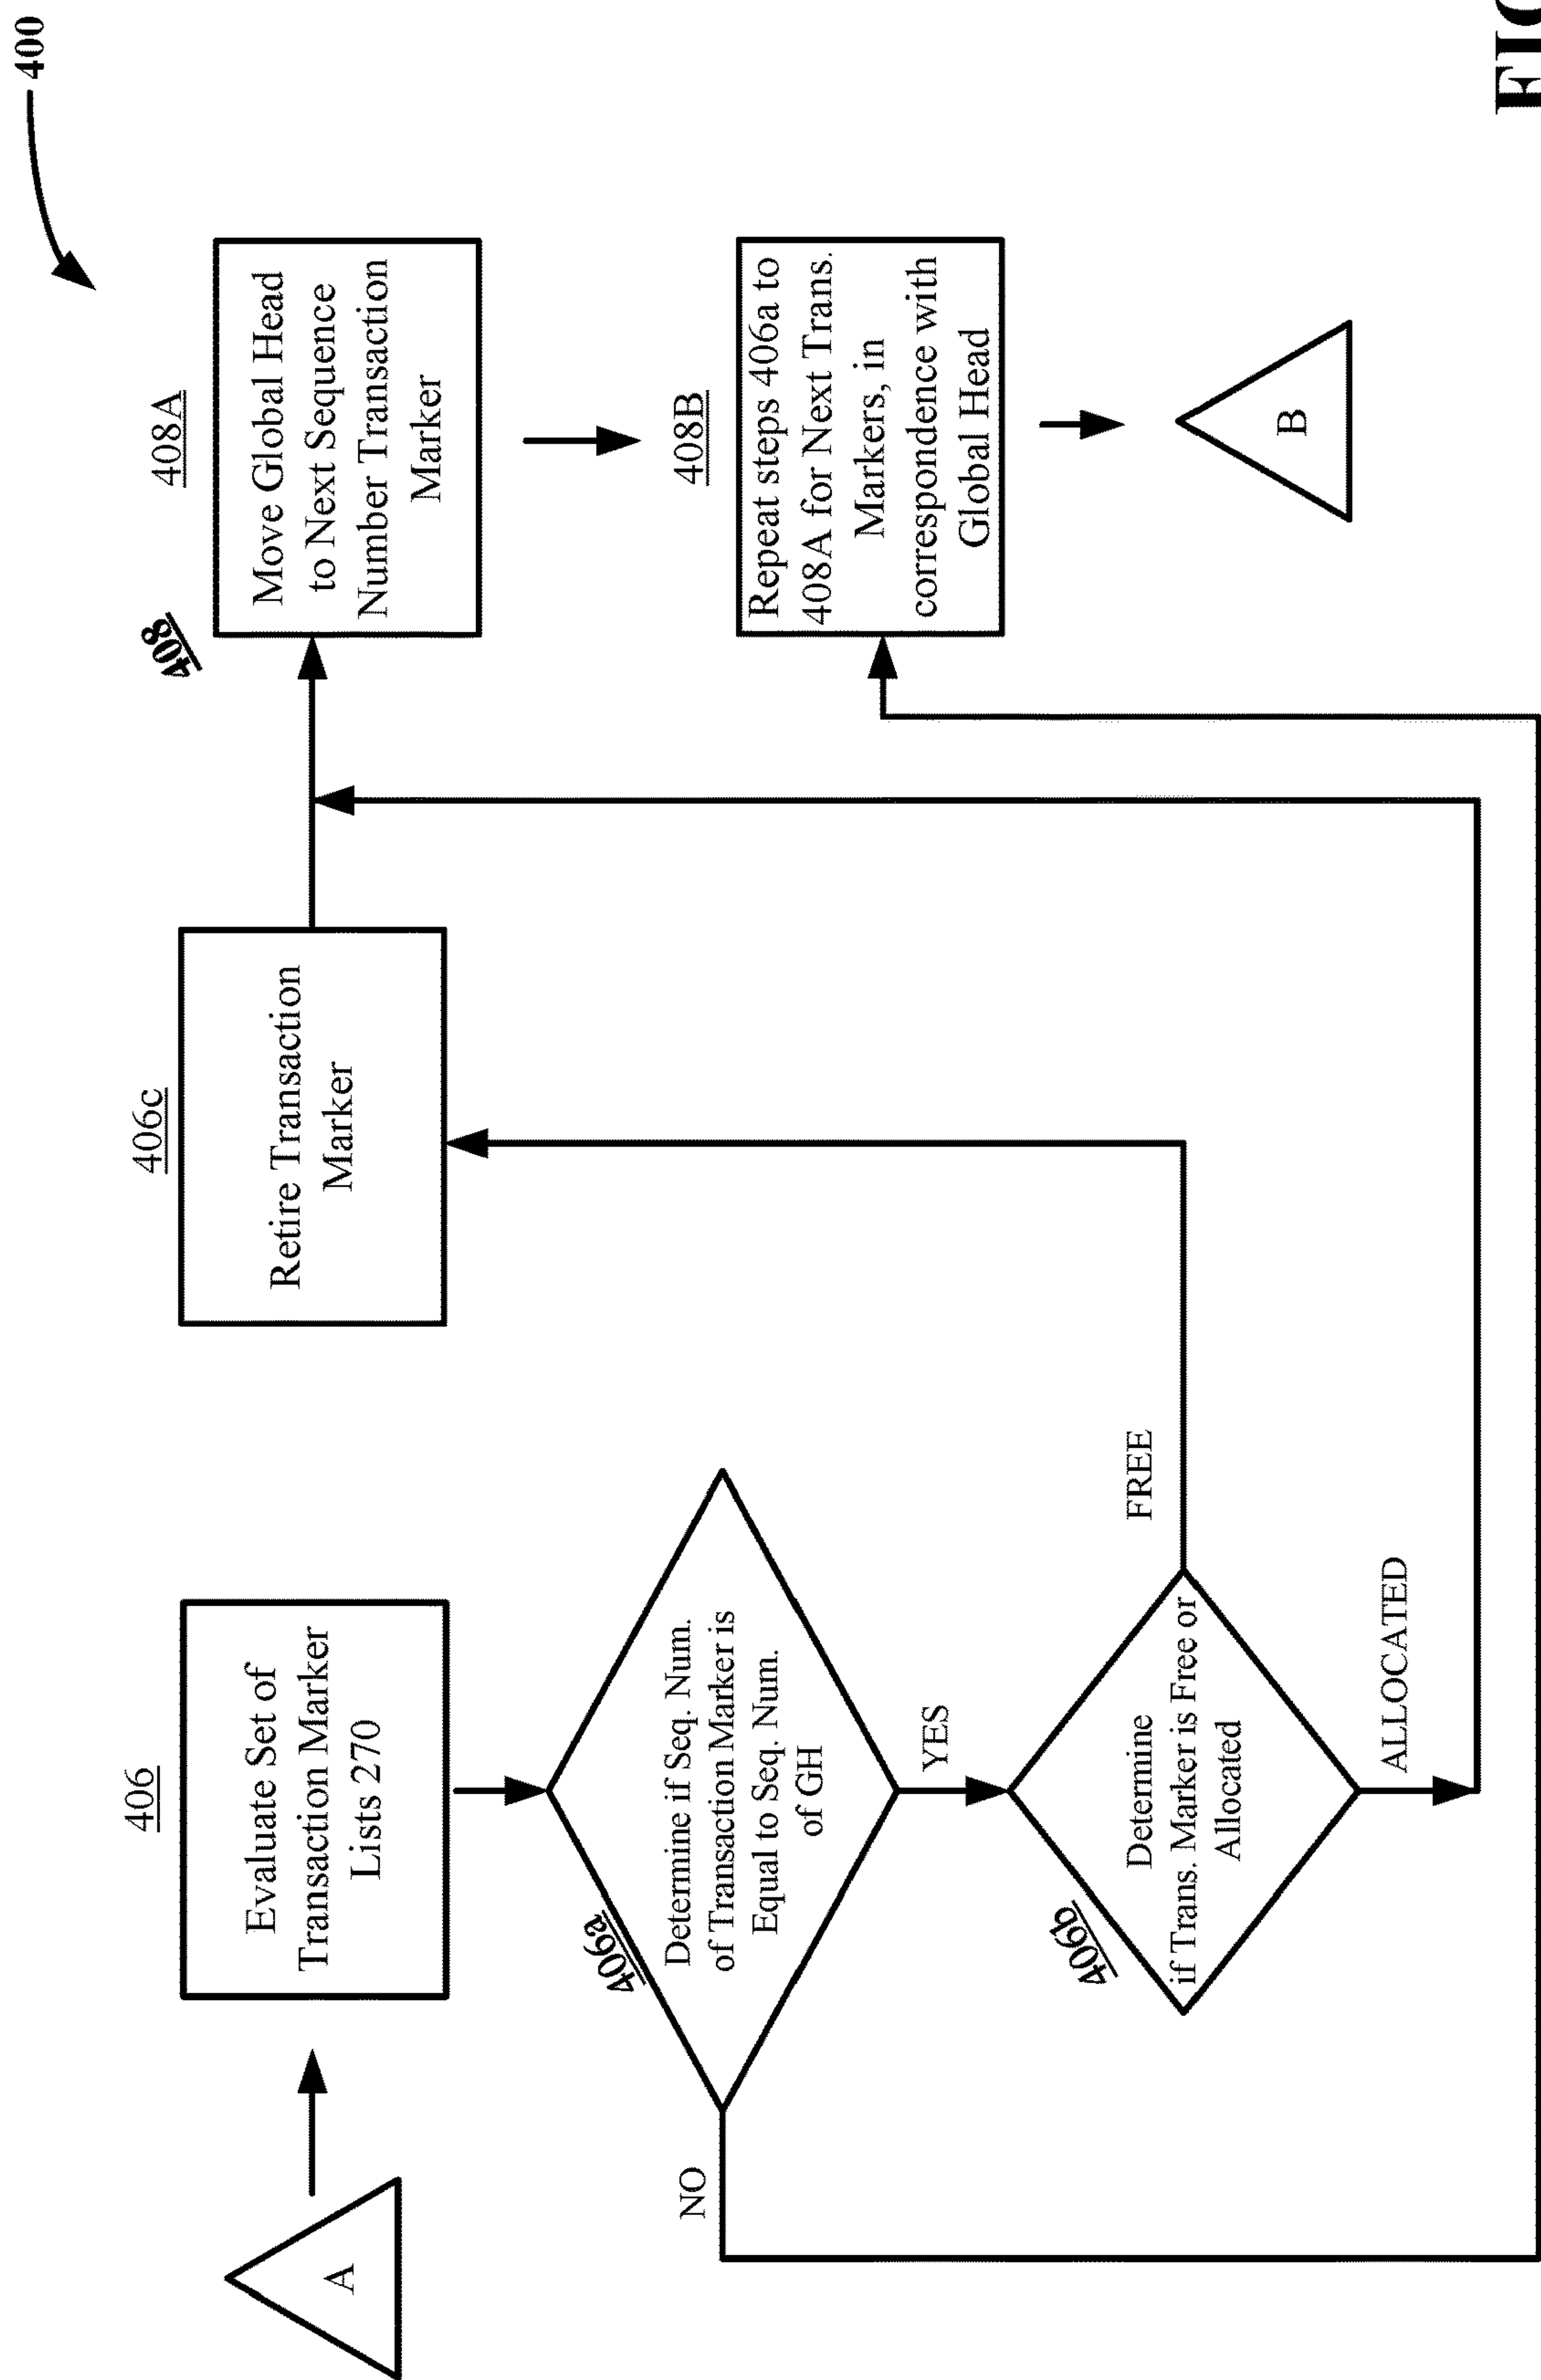 400
A
406
Evaluate Set of
Transaction Marker
Lists 270
406a
Determine if Seq. Num.
of Transaction Marker is
Equal to Seq. Num.
of GH
NO
YES
406b
Determine
if Trans. Marker is Free or
Allocated
FREE
ALLOCATED
406c
Retire Transaction
Marker
408
408A
Move Global Head
to Next Sequence
Number Transaction
Marker
408B
Repeat steps 406a to
408A for Next Trans.
Markers, in
correspondence with
Global Head
B